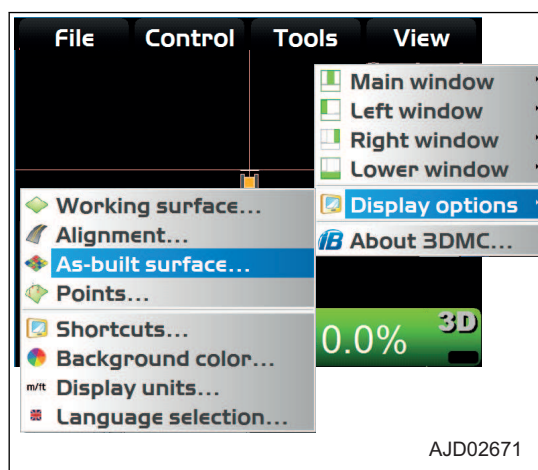 File Control Tools View
Main window
Left window
Right window
Lower window
Display options
About 3DMC...
Working surface...
Alignment...
As-built surface...
Points...
Shortcuts...
Background color...
m/ft Display units...
Language selection...
0.0% 3D
AJD02671